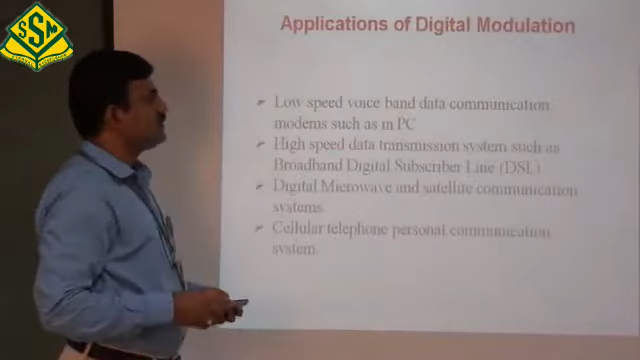 SSM
Applications of Digital Modulation
➢ Low speed voice band data communication
modems such as in PC
➢ High speed data transmission system such as
Broadband Digital Subscriber Line (DSL)
➢ Digital Microwave and satellite communication
systems.
➢ Cellular telephone personal communication
system.